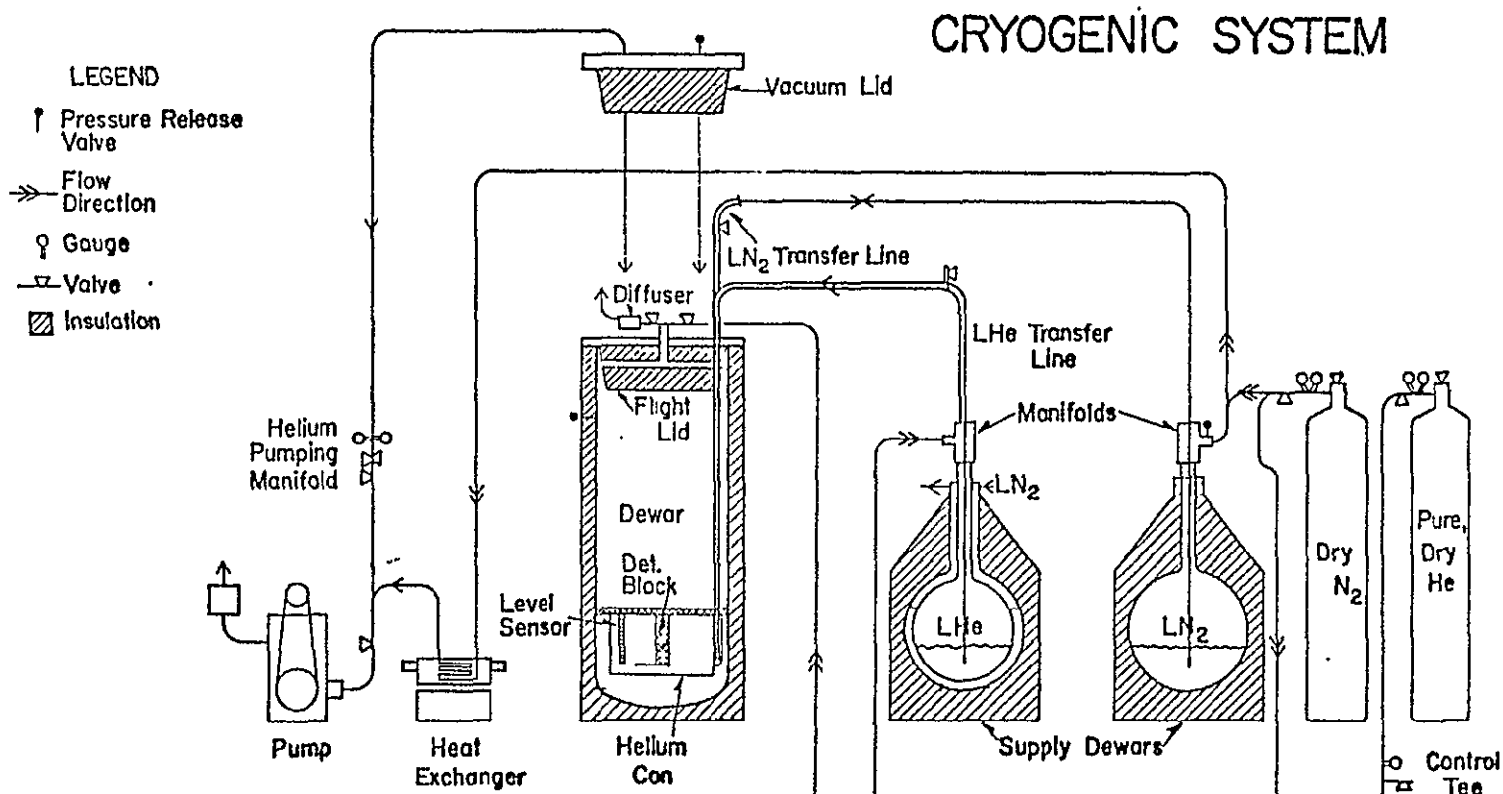 CRYOGENIC SYSTEM
LEGEND
Pressure Release
Valve
Flow
Direction
Gauge
Valve
Insulation
Vacuum Lid
LN2 Transfer Line
Diffuser
LHe Transfer
Line
Flight
Lid
Manifolds
Helium
Pumping
Manifold
LN2
Dewar
Det.
Block
Level
Sensor
LHe
LN2
Dry
N2
Pure,
Dry
He
Pump
Heat
Exchanger
Helium
Con
Supply Dewars
Control
Tee